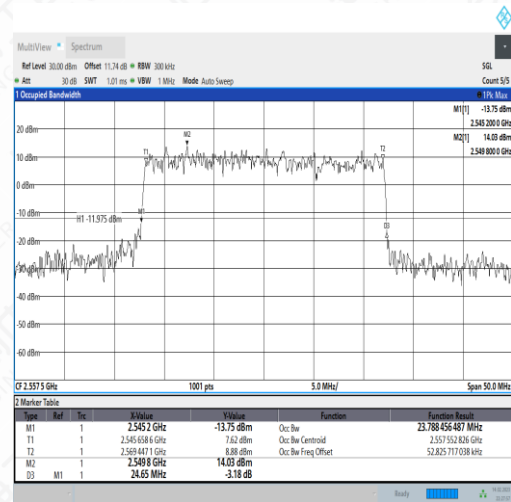 MultiView Spectrum
Ref Level 30.00 dBm Offset 11.74 dB RBW 300 kHz SGL
Att 30 dB SWT 1.01 ms VBW 1 MHz Mode Auto Sweep Count 5/5
1 Occupied Bandwidth 1Pk Max
M1[1] -13.75 dBm
2.545 200 0 GHz
M2[1] 14.03 dBm
2.549 800 0 GHz
20 dBm
M2
T1
T2
10 dBm
0 dBm
-10 dBm
M1
H1 -11.975 dBm
D3
-20 dBm
-30 dBm
-40 dBm
-50 dBm
-60 dBm
CF 2.557 5 GHz 1001 pts 5.0 MHz/ Span 50.0 MHz
2 Marker Table
Type Ref Trc X-Value Y-Value Function Function Result
M1 1 2.545 2 GHz -13.75 dBm Occ Bw 23.788 456 487 MHz
T1 1 2.545 658 6 GHz 7.62 dBm Occ Bw Centroid 2.557 552 826 GHz
T2 1 2.569 447 1 GHz 8.88 dBm Occ Bw Freq Offset 52.825 717 038 kHz
M2 1 2.549 8 GHz 14.03 dBm
D3 M1 1 24.65 MHz -3.18 dB
Ready